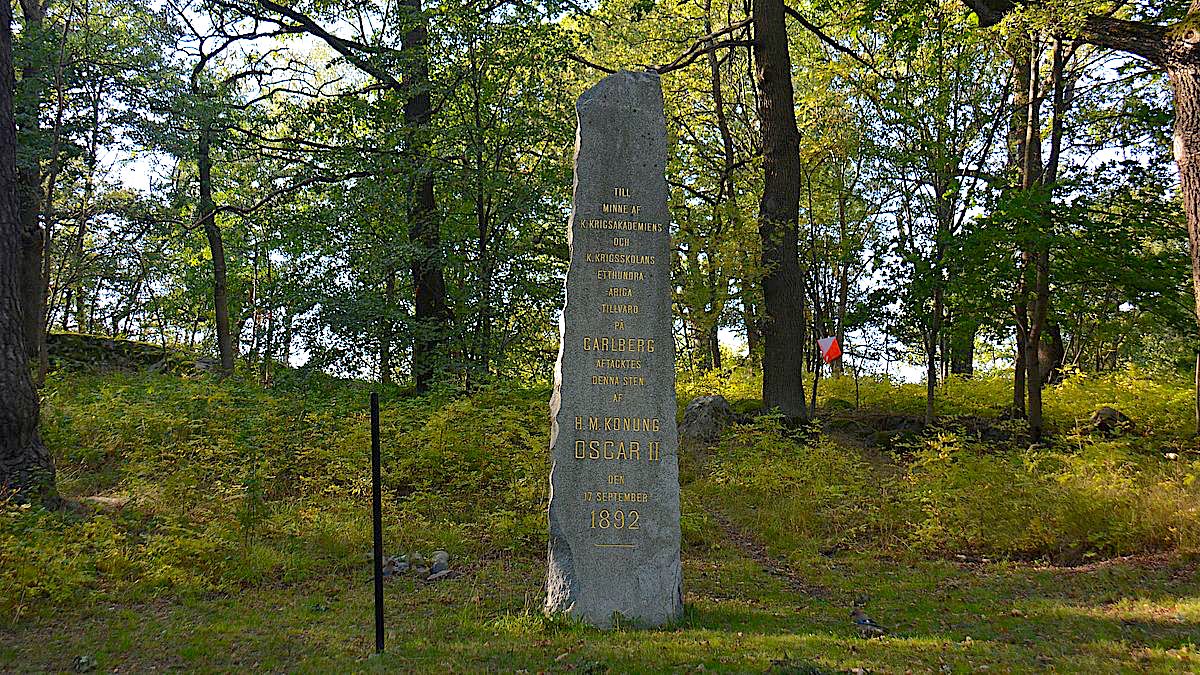 TILL
MINNE AF
K. KRIGSAKADEMIENS
OCH
K. KRIGSSKOLANS
ETTHUNDRA
ÅRIGA
TILLVARO
PÅ
CARLBERG
AFTÄCKTES
DENNA STEN
AF
H. M. KONUNG
OSCAR II
DEN
17 SEPTEMBER
1892